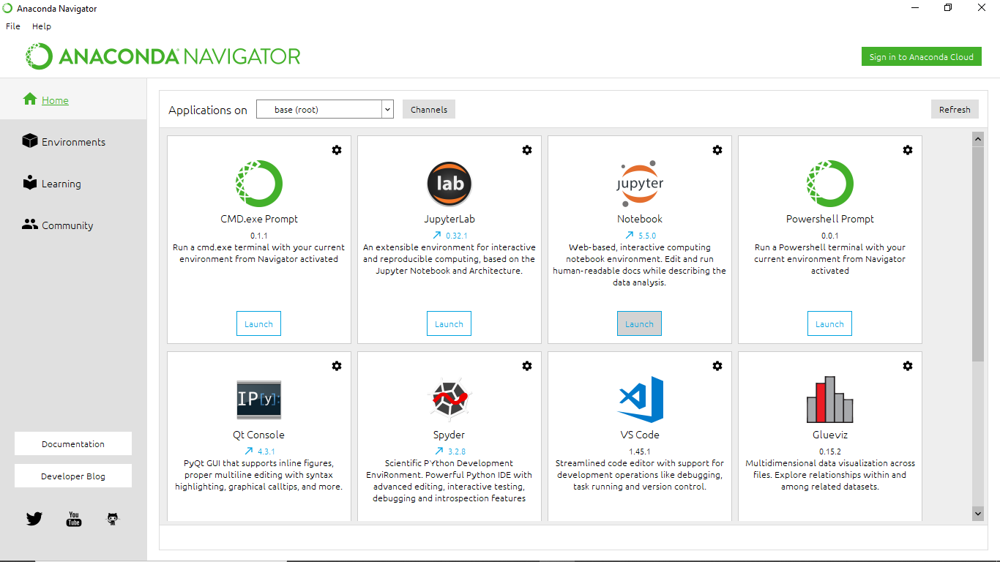 Anaconda Navigator
File Help
ANACONDA NAVIGATOR
Sign in to Anaconda Cloud
Home
Environments
Learning
Community
Documentation
Developer Blog
You
Tube
Applications on base (root) Channels Refresh
CMD.exe Prompt
0.1.1
Run a cmd.exe terminal with your current
environment from Navigator activated
Launch
lab
JupyterLab
0.32.1
An extensible environment for interactive
and reproducible computing, based on the
Jupyter Notebook and Architecture.
Launch
jupyter
Notebook
5.5.0
Web-based, interactive computing
notebook environment. Edit and run
human-readable docs while describing the
data analysis.
Launch
Powershell Prompt
0.0.1
Run a Powershell terminal with your
current environment from Navigator
activated
Launch
IP[y]:
Qt Console
4.3.1
PyQt GUI that supports inline figures,
proper multiline editing with syntax
highlighting, graphical calltips, and more.
Spyder
3.2.8
Scientific PYthon Development
EnviRonment. Powerful Python IDE with
advanced editing, interactive testing,
debugging and introspection features
VS Code
1.45.1
Streamlined code editor with support for
development operations like debugging,
task running and version control.
Glueviz
0.15.2
Multidimensional data visualization across
files. Explore relationships within and
among related datasets.